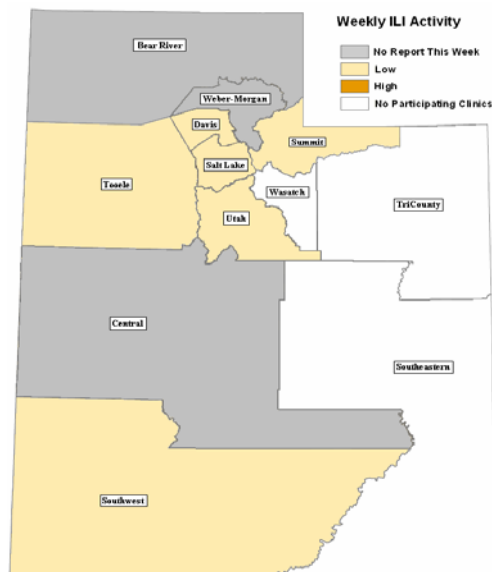 Weekly ILI Activity
No Report This Week
Low
High
No Participating Clinics
Bear River
Weber-Morgan
Davis
Summit
Salt Lake
Tooele
Wasatch
TriCounty
Utah
Central
Southeastern
Southwest